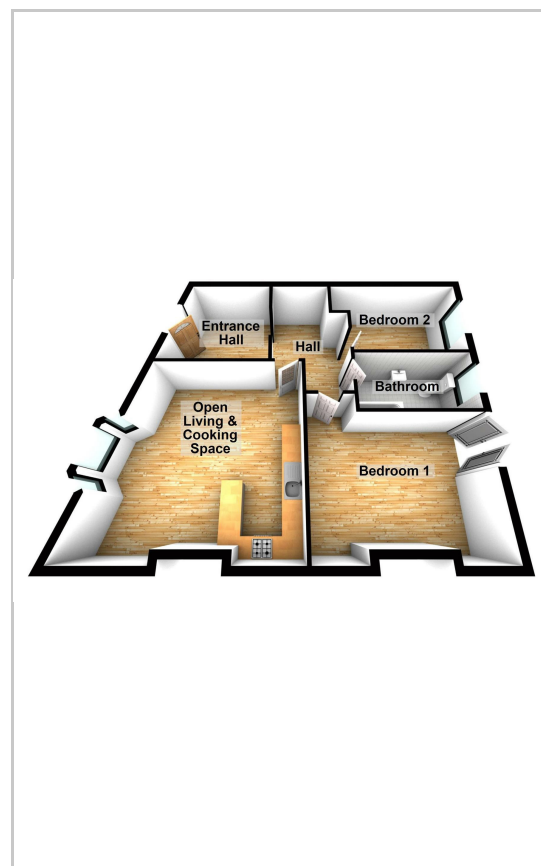 Entrance
Hall
Hall
Bedroom 2
Bathroom
Open
Living &
Cooking
Space
Bedroom 1